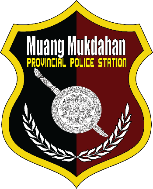 Muang Mukdahan
PROVINCIAL POLICE STATION